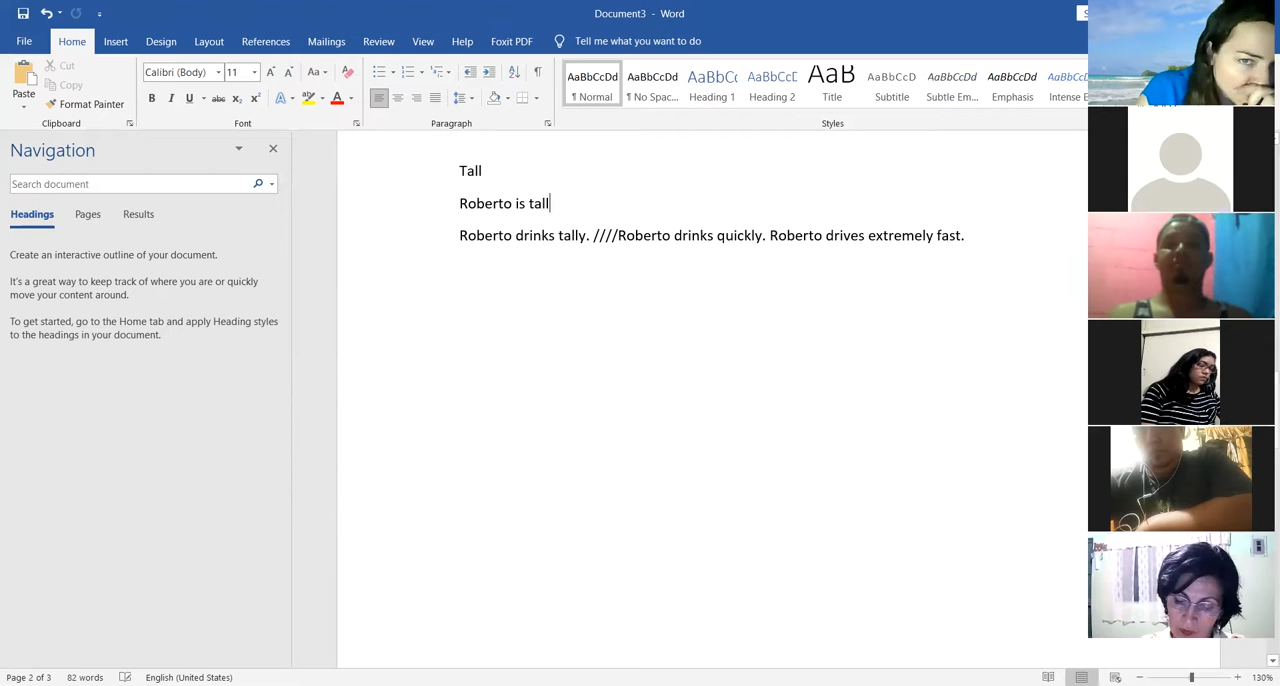 Document3 - Word
File Home Insert Design Layout References Mailings Review View Help Foxit PDF Tell me what you want to do
Cut
Copy
Paste
Format Painter
Calibri (Body) 11
Aa
B I U abc x₂ x² A A
AaBbCcDd AaBbCcDd AaBbCc AaBbCcD AaB AaBbCcD AaBbCcDd AaBbCcDd AaBbCcDd
¶ Normal ¶ No Spac... Heading 1 Heading 2 Title Subtitle Subtle Em... Emphasis Intense E
Clipboard Font Paragraph Styles
Navigation
Search document
Headings Pages Results
Create an interactive outline of your document.
It's a great way to keep track of where you are or quickly
move your content around.
To get started, go to the Home tab and apply Heading styles
to the headings in your document.
Tall
Roberto is tall
Roberto drinks tally. ////Roberto drinks quickly. Roberto drives extremely fast.
Page 2 of 3 82 words English (United States) 130%